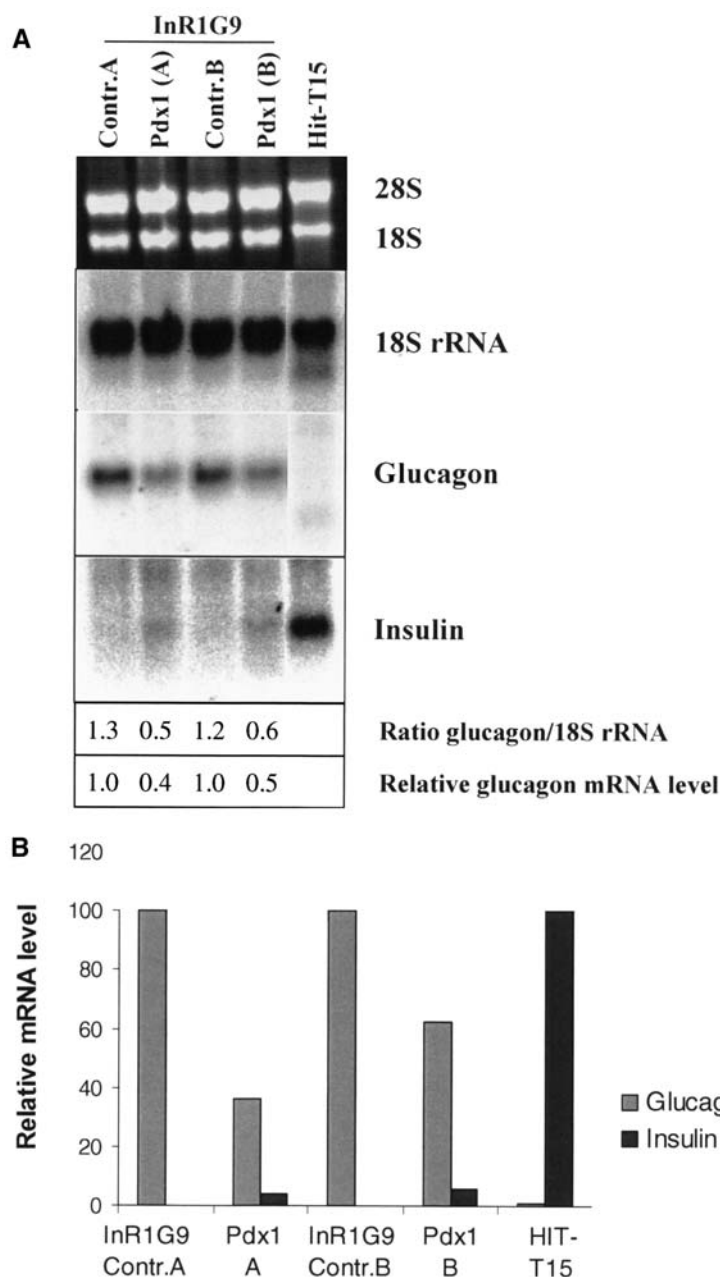 A
InR1G9
Contr.A Pdx1 (A) Contr.B Pdx1 (B) Hit-T15
28S
18S
18S rRNA
Glucagon
Insulin
1.3 0.5 1.2 0.6 Ratio glucagon/18S rRNA
1.0 0.4 1.0 0.5 Relative glucagon mRNA level
B
120
100
80
60
40
20
0
Relative mRNA level
Glucag
Insulin
InR1G9 Pdx1 InR1G9 Pdx1 HIT-
Contr.A A Contr.B B T15